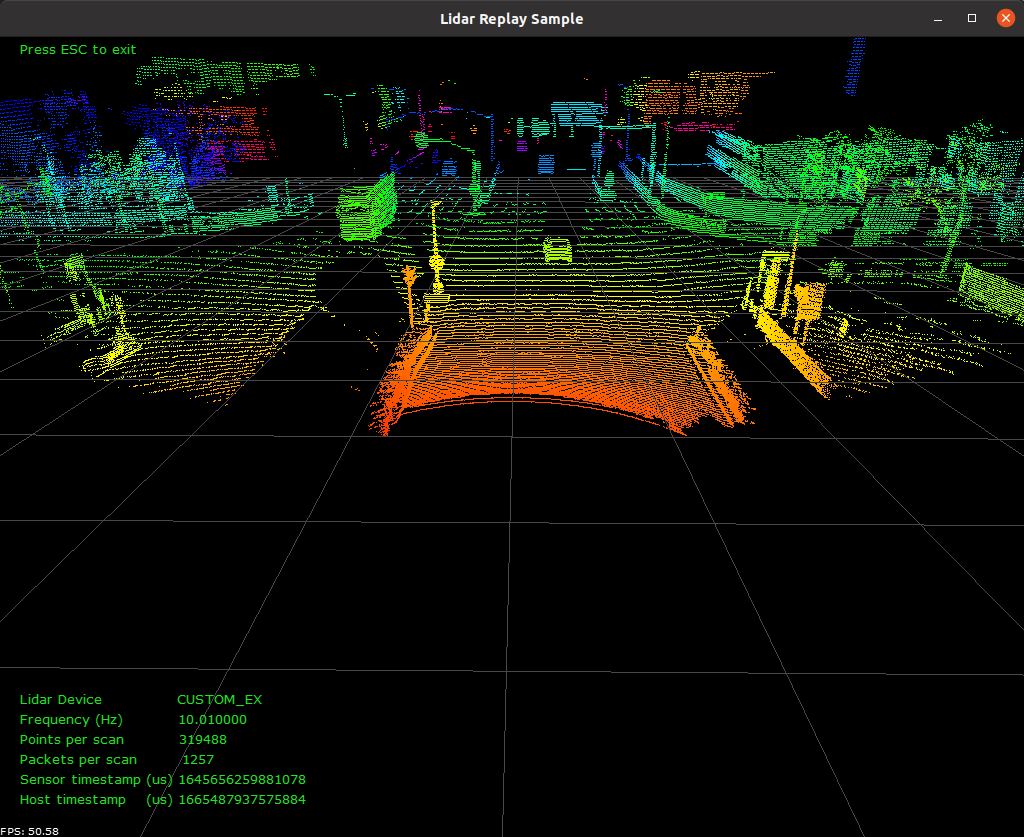 Lidar Replay Sample
Press ESC to exit
Lidar Device CUSTOM_EX
Frequency (Hz) 10.010000
Points per scan 319488
Packets per scan 1257
Sensor timestamp (us) 1645656259881078
Host timestamp (us) 1665487937575884
FPS: 50.58